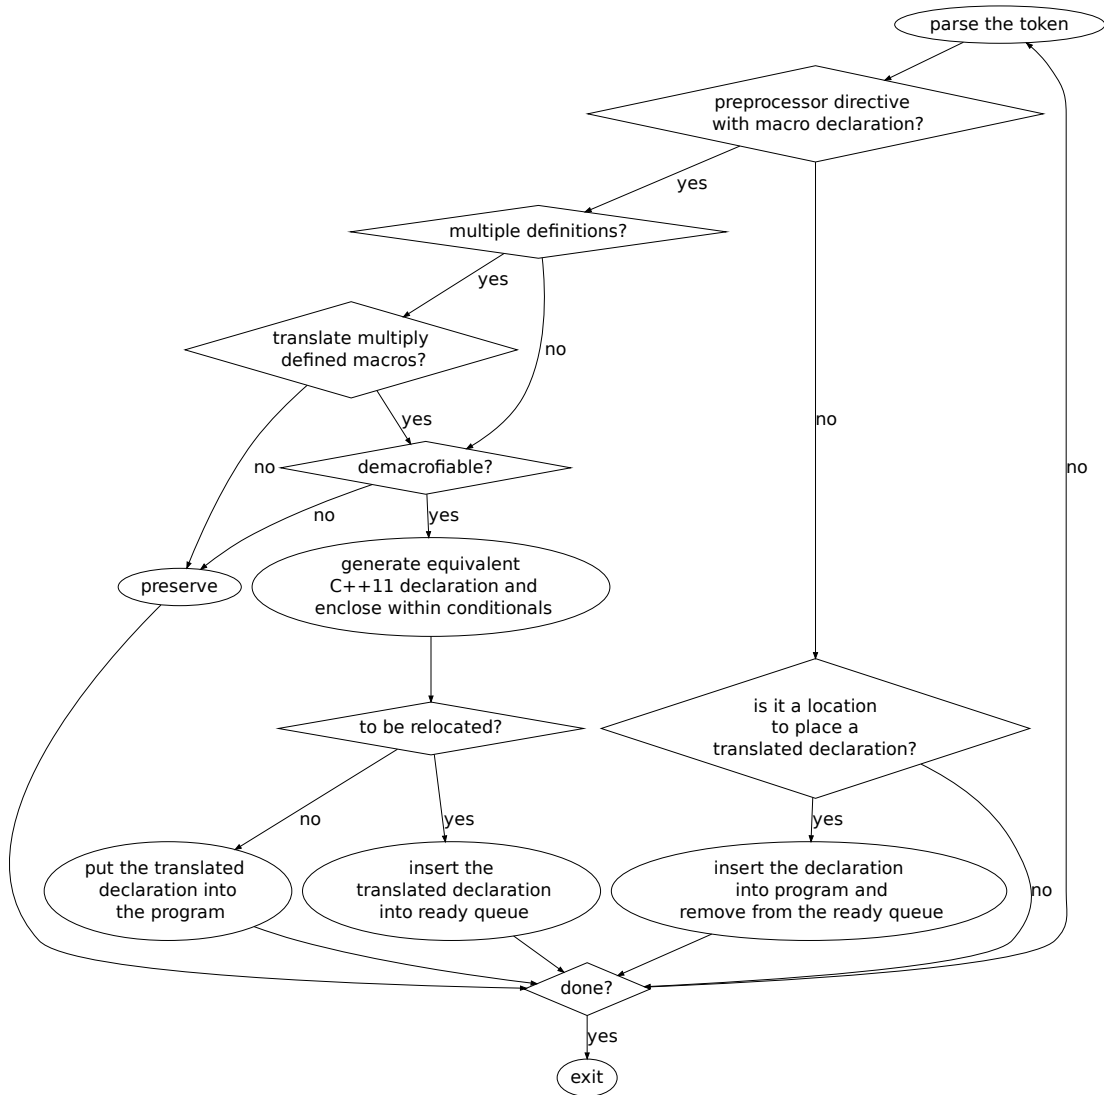 parse the token
preprocessor directive
with macro declaration?
yes
multiple definitions?
yes
translate multiply
defined macros?
no
yes
no
no
demacrofiable?
no
no
yes
generate equivalent
C++11 declaration and
enclose within conditionals
preserve
to be relocated?
is it a location
to place a
translated declaration?
no
yes
yes
put the translated
declaration into
the program
insert the
translated declaration
into ready queue
insert the declaration
into program and
remove from the ready queue
no
done?
yes
exit